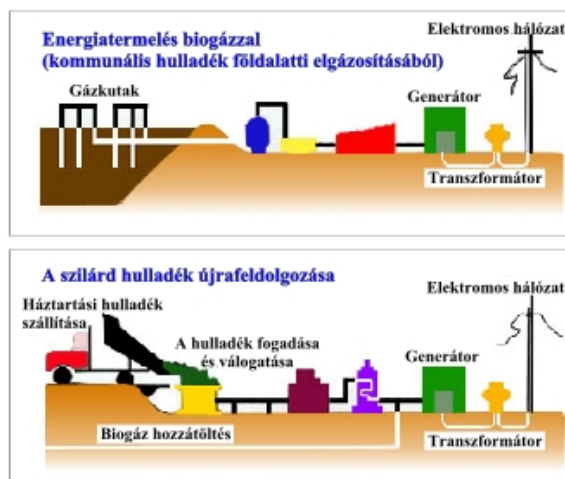 Energiatermelés biogázzal
(kommunális hulladék földalatti elgázosításából)
Elektromos hálózat
Gázkutak
Generátor
Transzformátor
A szilárd hulladék újrafeldolgozása
Elektromos hálózat
Háztartási hulladék
szállítása
A hulladék fogadása
és válogatása
Generátor
Biogáz hozzátöltés
Transzformátor